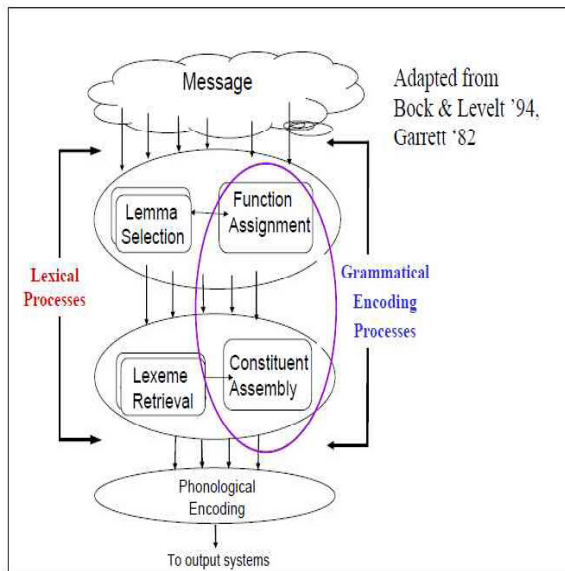 Message
Adapted from
Bock & Levelt '94,
Garrett '82
Lemma
Selection
Function
Assignment
Lexical
Processes
Grammatical
Encoding
Processes
Lexeme
Retrieval
Constituent
Assembly
Phonological
Encoding
To output systems